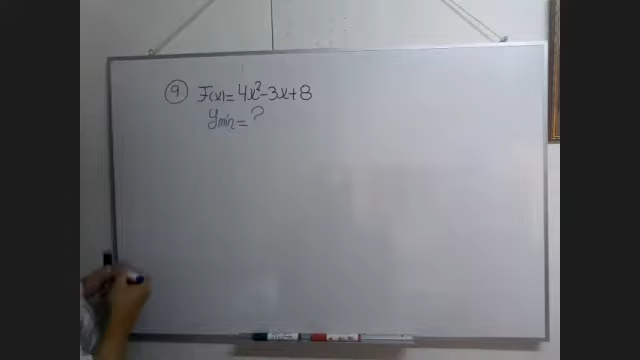 ⑨ F(x)=4x²-3x+8
ymin=?